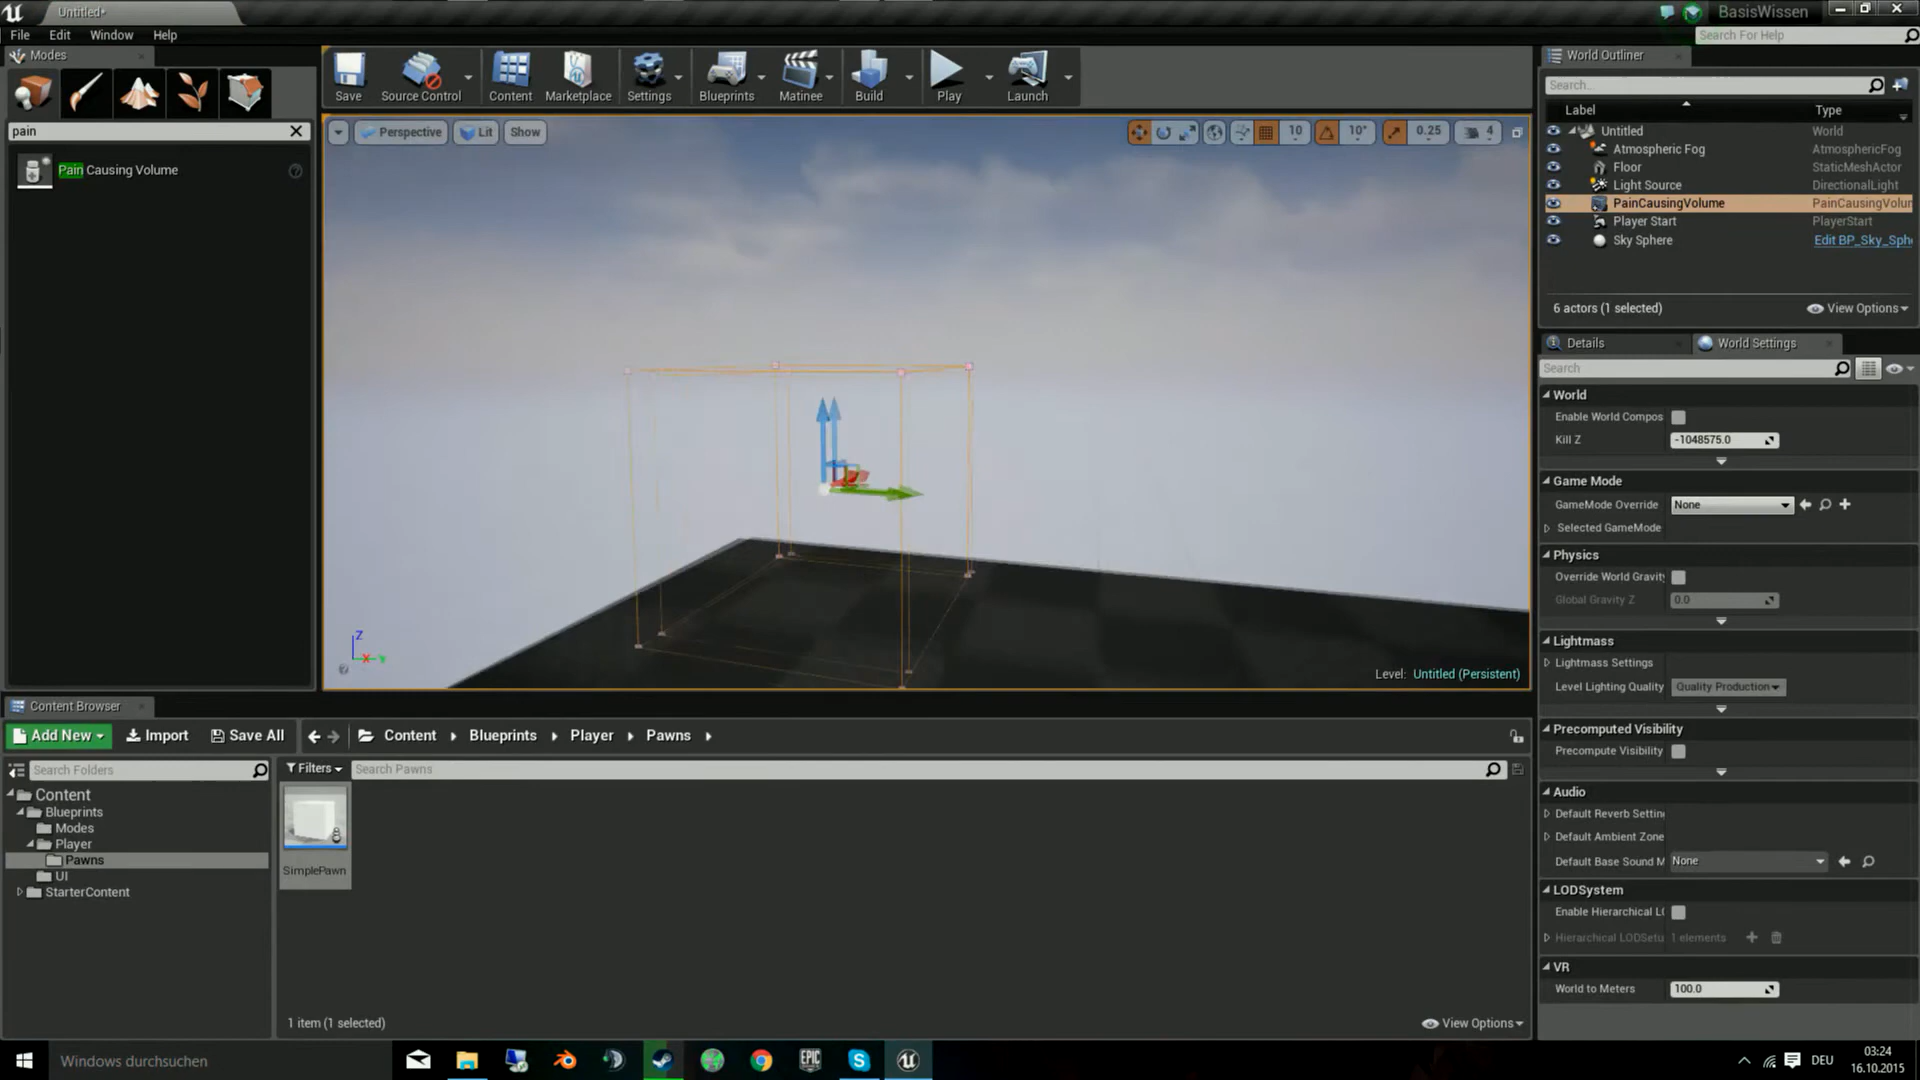 Untitled*
BasisWissen
File Edit Window Help
Search For Help
Modes
Save
Source Control
Content
Marketplace
Settings
Blueprints
Matinee
Build
Play
Launch
pain
Pain Causing Volume
Perspective
Lit
Show
10
10°
0.25
4
Level: Untitled (Persistent)
World Outliner
Search...
Label Type
Untitled World
Atmospheric Fog AtmosphericFog
Floor StaticMeshActor
Light Source DirectionalLight
PainCausingVolume PainCausingVolum
Player Start PlayerStart
Sky Sphere Edit BP_Sky_Sph
6 actors (1 selected)
View Options
Details
World Settings
Search
World
Enable World Compos
Kill Z -1048575.0
Game Mode
GameMode Override None
Selected GameMode
Physics
Override World Gravity
Global Gravity Z 0.0
Lightmass
Lightmass Settings
Level Lighting Quality Quality Production
Precomputed Visibility
Precompute Visibility
Audio
Default Reverb Settin
Default Ambient Zone
Default Base Sound M None
LODSystem
Enable Hierarchical LO
Hierarchical LODSetu 1 elements
VR
World to Meters 100.0
Content Browser
Add New
Import
Save All
Content Blueprints Player Pawns
Search Folders
Filters
Search Pawns
Content
Blueprints
Modes
Player
Pawns
UI
StarterContent
SimplePawn
1 item (1 selected)
View Options
Z
X
Windows durchsuchen
EPIC
DEU
03:24
16.10.2015